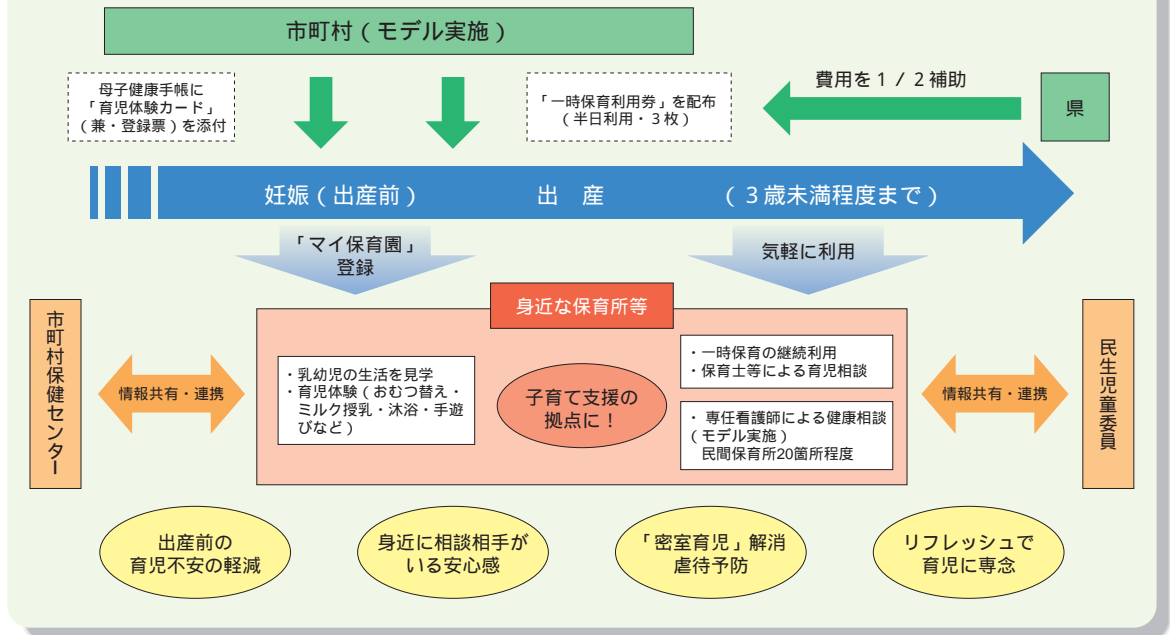 市町村（モデル実施）
母子健康手帳に
「育児体験カード」
（兼・登録票）を添付
「一時保育利用券」を配布
（半日利用・３枚）
費用を１／２補助
県
妊娠（出産前）　出　産　（３歳未満程度まで）
「マイ保育園」
登録
気軽に利用
身近な保育所等
市町村保健センター
情報共有・連携
・乳幼児の生活を見学
・育児体験（おむつ替え・
ミルク授乳・沐浴・手遊
びなど）
子育て支援の
拠点に！
・一時保育の継続利用
・保育士等による育児相談
・専任看護師による健康相談
（モデル実施）
民間保育所20箇所程度
情報共有・連携
民生児童委員
出産前の
育児不安の軽減
身近に相談相手が
いる安心感
「密室育児」解消
虐待予防
リフレッシュで
育児に専念